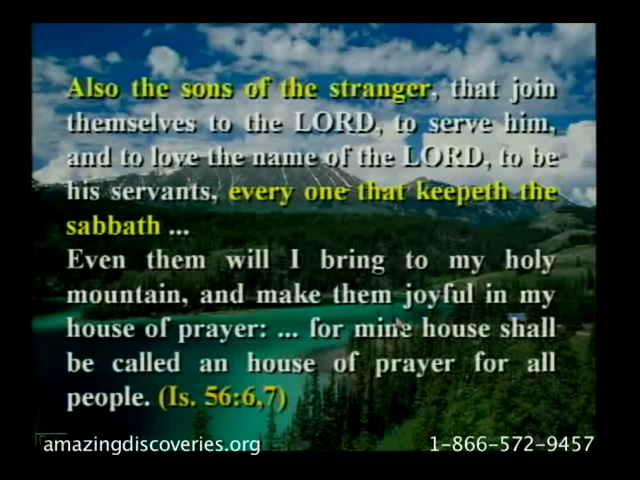 Also the sons of the stranger, that join
themselves to the LORD, to serve him,
and to love the name of the LORD, to be
his servants, every one that keepeth the
sabbath ...
Even them will I bring to my holy
mountain, and make them joyful in my
house of prayer: ... for mine house shall
be called an house of prayer for all
people. (Is. 56:6,7)
amazingdiscoveries.org 1-866-572-9457